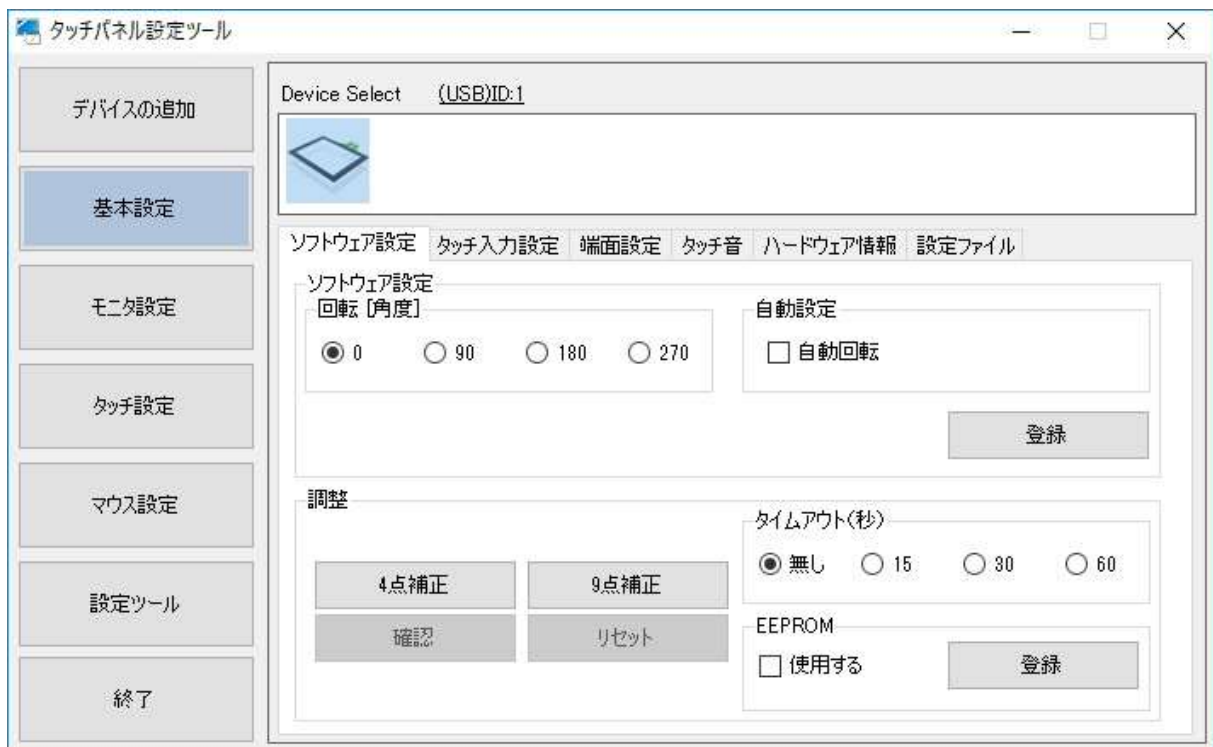 タッチパネル設定ツール
デバイスの追加
基本設定
モニタ設定
タッチ設定
マウス設定
設定ツール
終了
Device Select (USB)ID:1
ソフトウェア設定 タッチ入力設定 端面設定 タッチ音 ハードウェア情報 設定ファイル
ソフトウェア設定
回転 [角度]
0 90 180 270
自動設定
自動回転
登録
調整
4点補正 9点補正
確認 リセット
タイムアウト(秒)
無し 15 30 60
EEPROM
使用する 登録